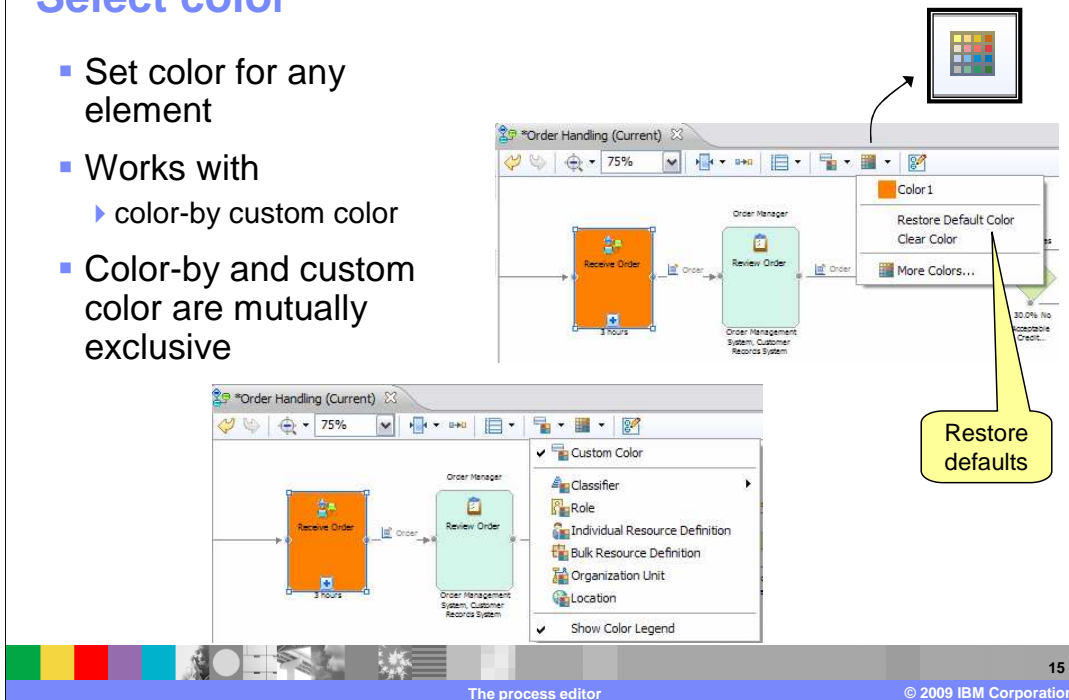 Select color
Set color for any
element
Works with
color-by custom color
Color-by and custom
color are mutually
exclusive
*Order Handling (Current)
75%
Color1
Restore Default Color
Clear Color
More Colors...
Order Manager
Receive Order
Order
Review Order
Order
3 hours
Order Management
System, Customer
Records System
30.0% No
Acceptable
Credit...
Restore
defaults
*Order Handling (Current)
75%
Custom Color
Classifier
Role
Individual Resource Definition
Bulk Resource Definition
Organization Unit
Location
Show Color Legend
Order Manager
Receive Order
Order
Review Order
3 hours
Order Management
System, Customer
Records System
15
The process editor
© 2009 IBM Corporation